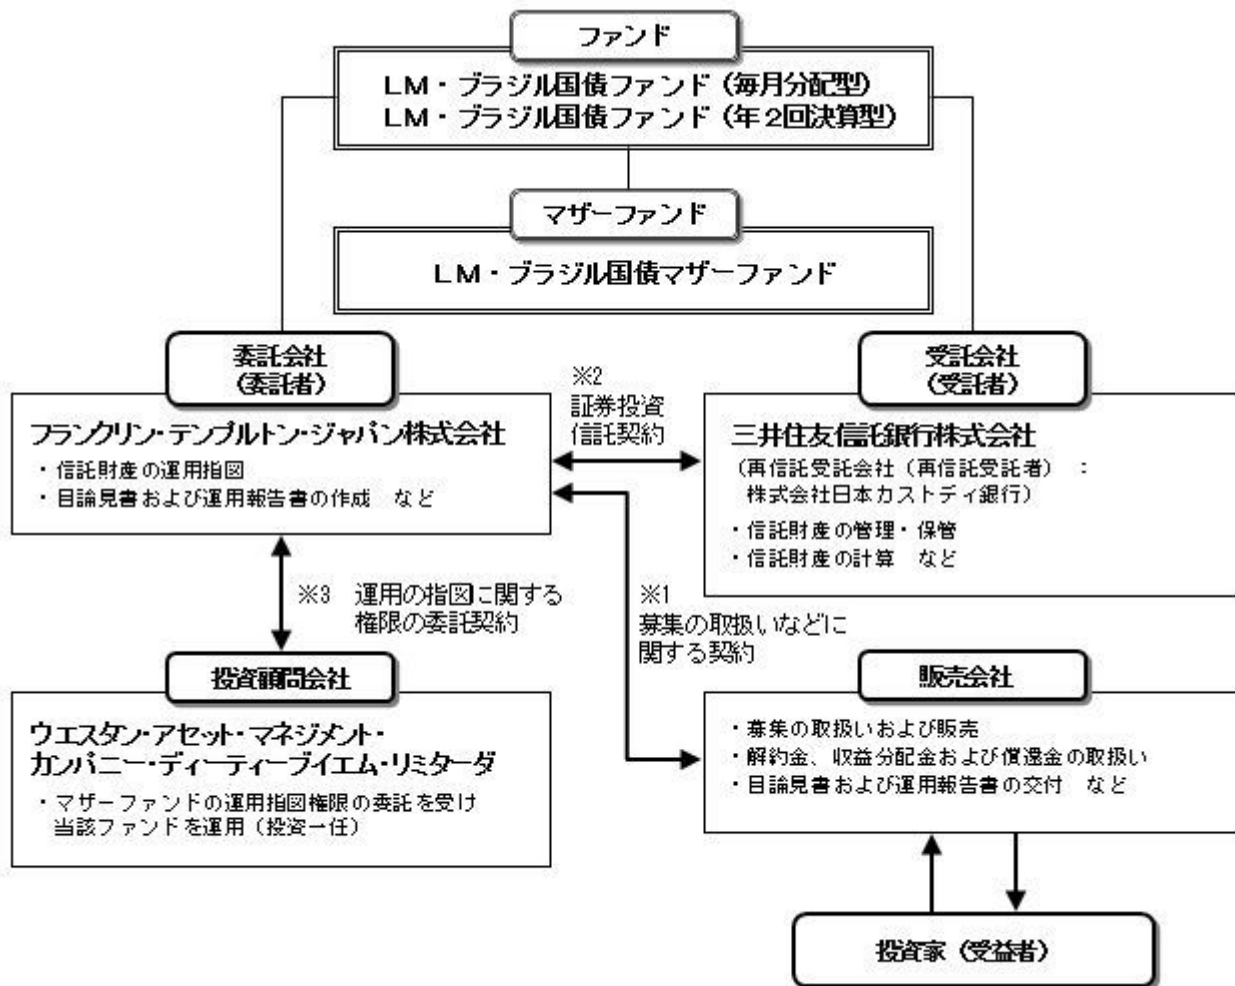 ファンド
LM・ブラジル国債ファンド（毎月分配型）
LM・ブラジル国債ファンド（年２回決算型）
マザーファンド
LM・ブラジル国債マザーファンド
委託会社
（委託者）
フランクリン・テンプルトン・ジャパン株式会社
・信託財産の運用指図
・目論見書および運用報告書の作成　など
※2
証券投資
信託契約
受託会社
（受託者）
三井住友信託銀行株式会社
（再信託受託会社（再信託受託者）：
株式会社日本カストディ銀行）
・信託財産の管理・保管
・信託財産の計算　など
※3　運用の指図に関する
権限の委託契約
※1
募集の取扱いなどに
関する契約
投資顧問会社
ウエスタン・アセット・マネジメント・
カンパニー・ディーティーブイエム・リミターダ
・マザーファンドの運用指図権限の委託を受け
当該ファンドを運用（投資一任）
販売会社
・募集の取扱いおよび販売
・解約金、収益分配金および償還金の取扱い
・目論見書および運用報告書の交付　など
投資家（受益者）